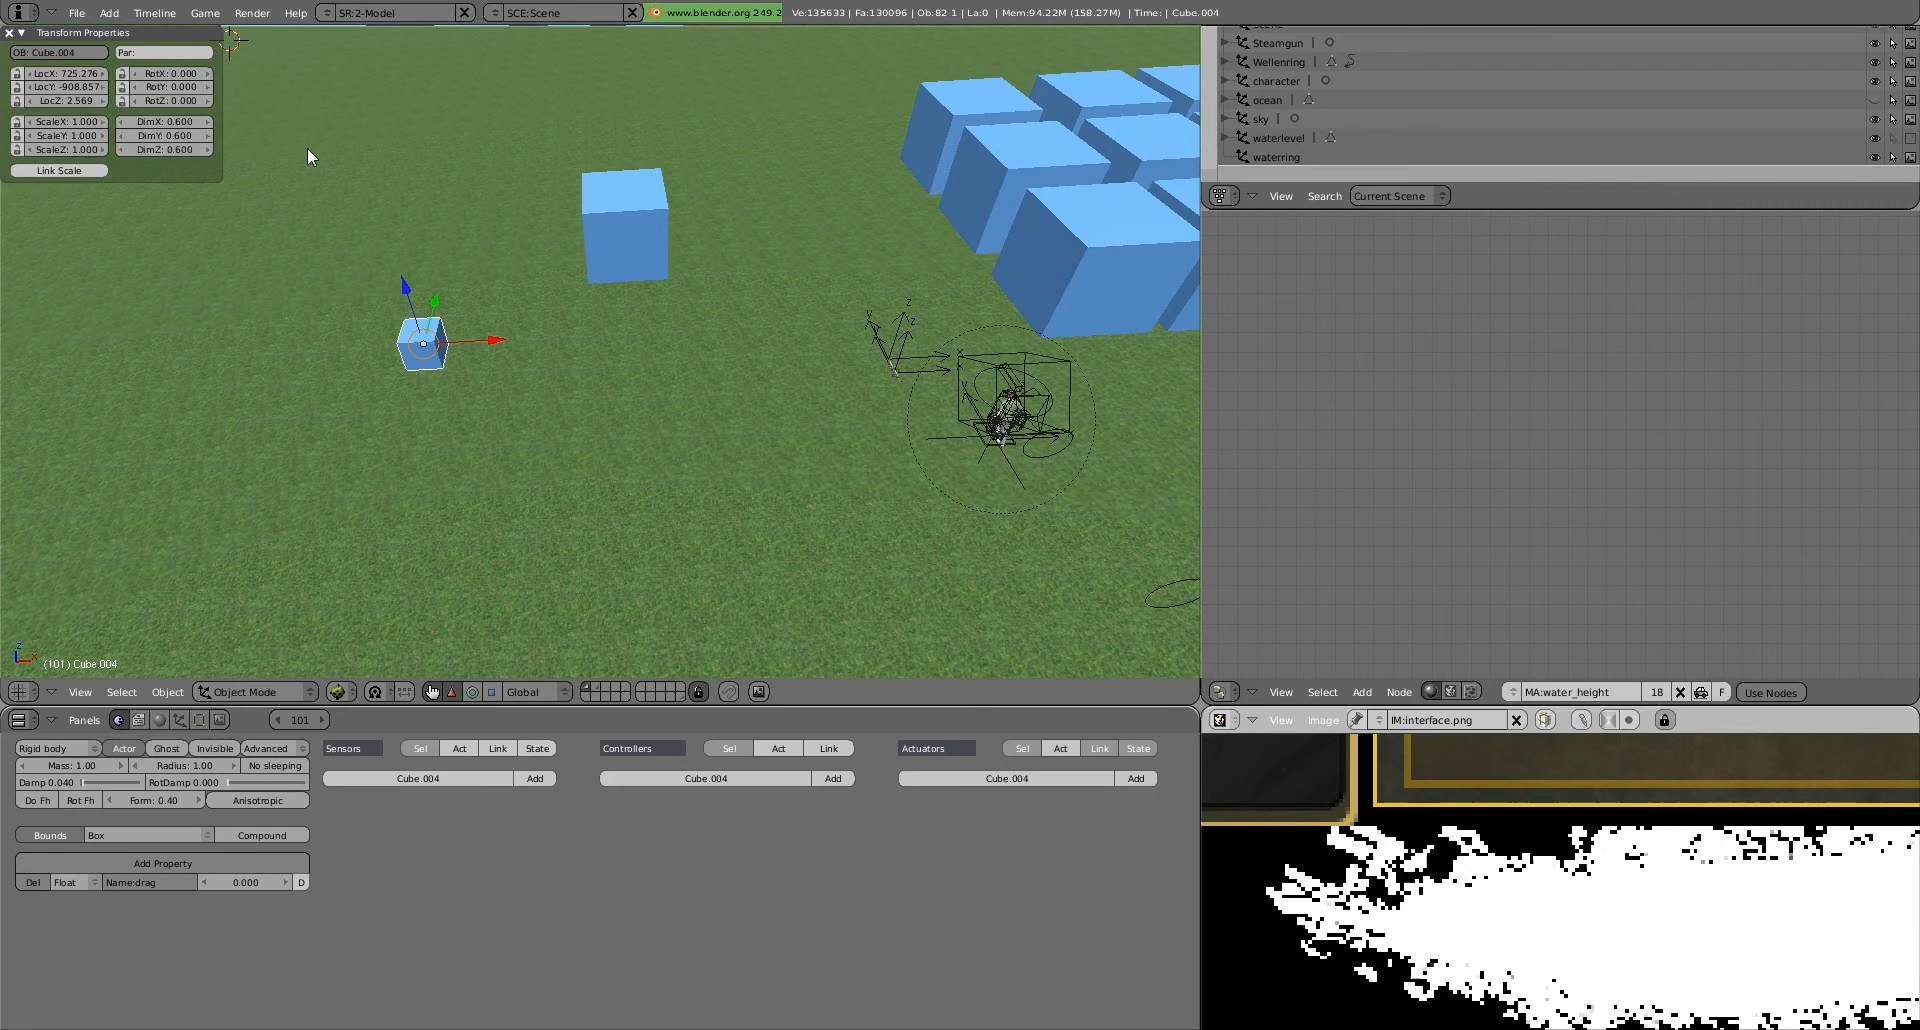 File Add Timeline Game Render Help SR:2-Model SCE:Scene www.blender.org 249.2 Ve:135633 | Fa:130096 | Ob:82-1 | La:0 | Mem:94.22M (158.27M) | Time: | Cube.004
Transform Properties
OB: Cube.004 Par:
LocX: 725.276 RotX: 0.000
LocY: -908.857 RotY: 0.000
LocZ: 2.569 RotZ: 0.000
ScaleX: 1.000 DimX: 0.600
ScaleY: 1.000 DimY: 0.600
ScaleZ: 1.000 DimZ: 0.600
Link Scale
z
y
z
x
x
y
z
x
(101) Cube.004
Steamgun
Wellenring
character
ocean
sky
waterlevel
waterring
View Search Current Scene
View Select Object Object Mode Global
View Select Add Node MA:water_height 18 F Use Nodes
Panels 101
View Image IM:interface.png
Rigid body Actor Ghost Invisible Advanced
Mass: 1.00 Radius: 1.00 No sleeping
Damp 0.040 RotDamp 0.000
Do Fh Rot Fh Form: 0.40 Anisotropic
Bounds Box Compound
Add Property
Del Float Name:drag 0.000 D
Sensors Sel Act Link State
Cube.004 Add
Controllers Sel Act Link
Cube.004 Add
Actuators Sel Act Link State
Cube.004 Add